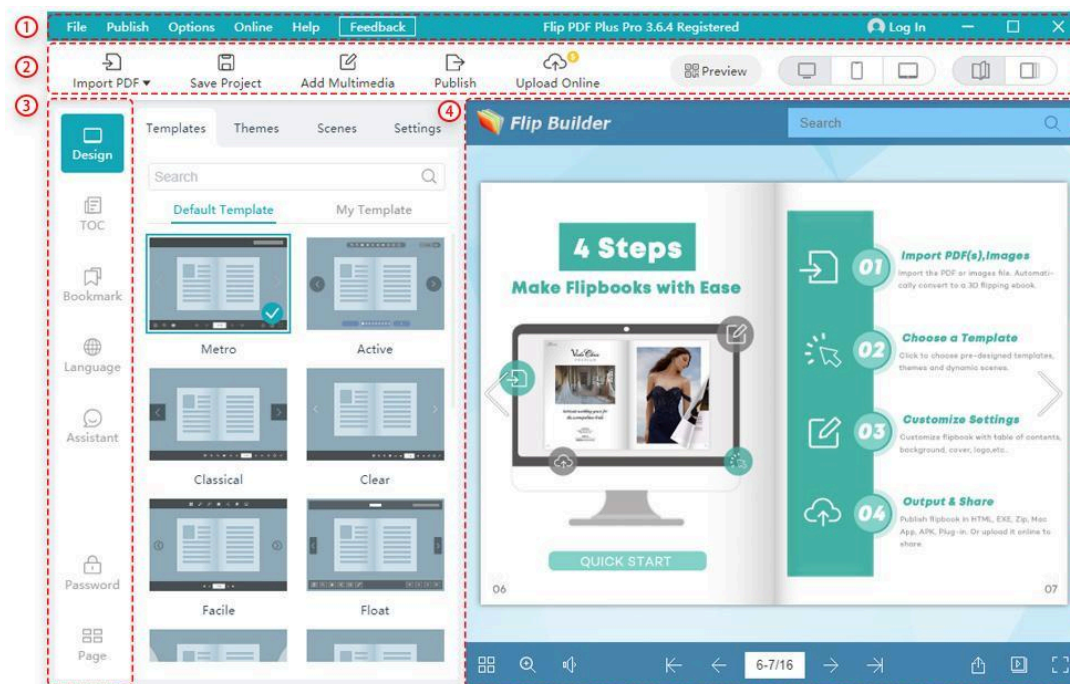 ① File Publish Options Online Help Feedback Flip PDF Plus Pro 3.6.4 Registered Log In
② Import PDF Save Project Add Multimedia Publish Upload Online Preview
③
④
Design
TOC
Bookmark
Language
Assistant
Password
Page
Templates Themes Scenes Settings
Search
Default Template My Template
Metro Active
Classical Clear
Facile Float
Flip Builder Search
4 Steps
Make Flipbooks with Ease
QUICK START
06
01 Import PDF(s),Images
Import the PDF or images file. Automati-
cally convert to a 3D flipping ebook.
02 Choose a Template
Click to choose pre-designed templates,
themes and dynamic scenes.
03 Customize Settings
Customize flipbook with table of contents,
background, cover, logo,etc..
04 Output & Share
Publish flipbook in HTML, EXE, Zip, Mac
App, APK, Plug-in. Or upload it online to
share.
07
6-7/16